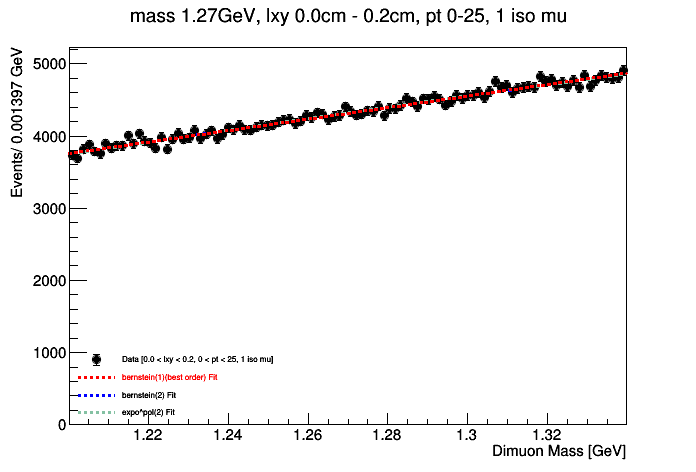 mass 1.27GeV, lxy 0.0cm - 0.2cm, pt 0-25, 1 iso mu
Events/ 0.001397 GeV
5000
4000
3000
2000
1000
0
Data [0.0 < lxy < 0.2, 0 < pt < 25, 1 iso mu]
bernstein(1)(best order) Fit
bernstein(2) Fit
expo^pol(2) Fit
1.22 1.24 1.26 1.28 1.3 1.32
Dimuon Mass [GeV]